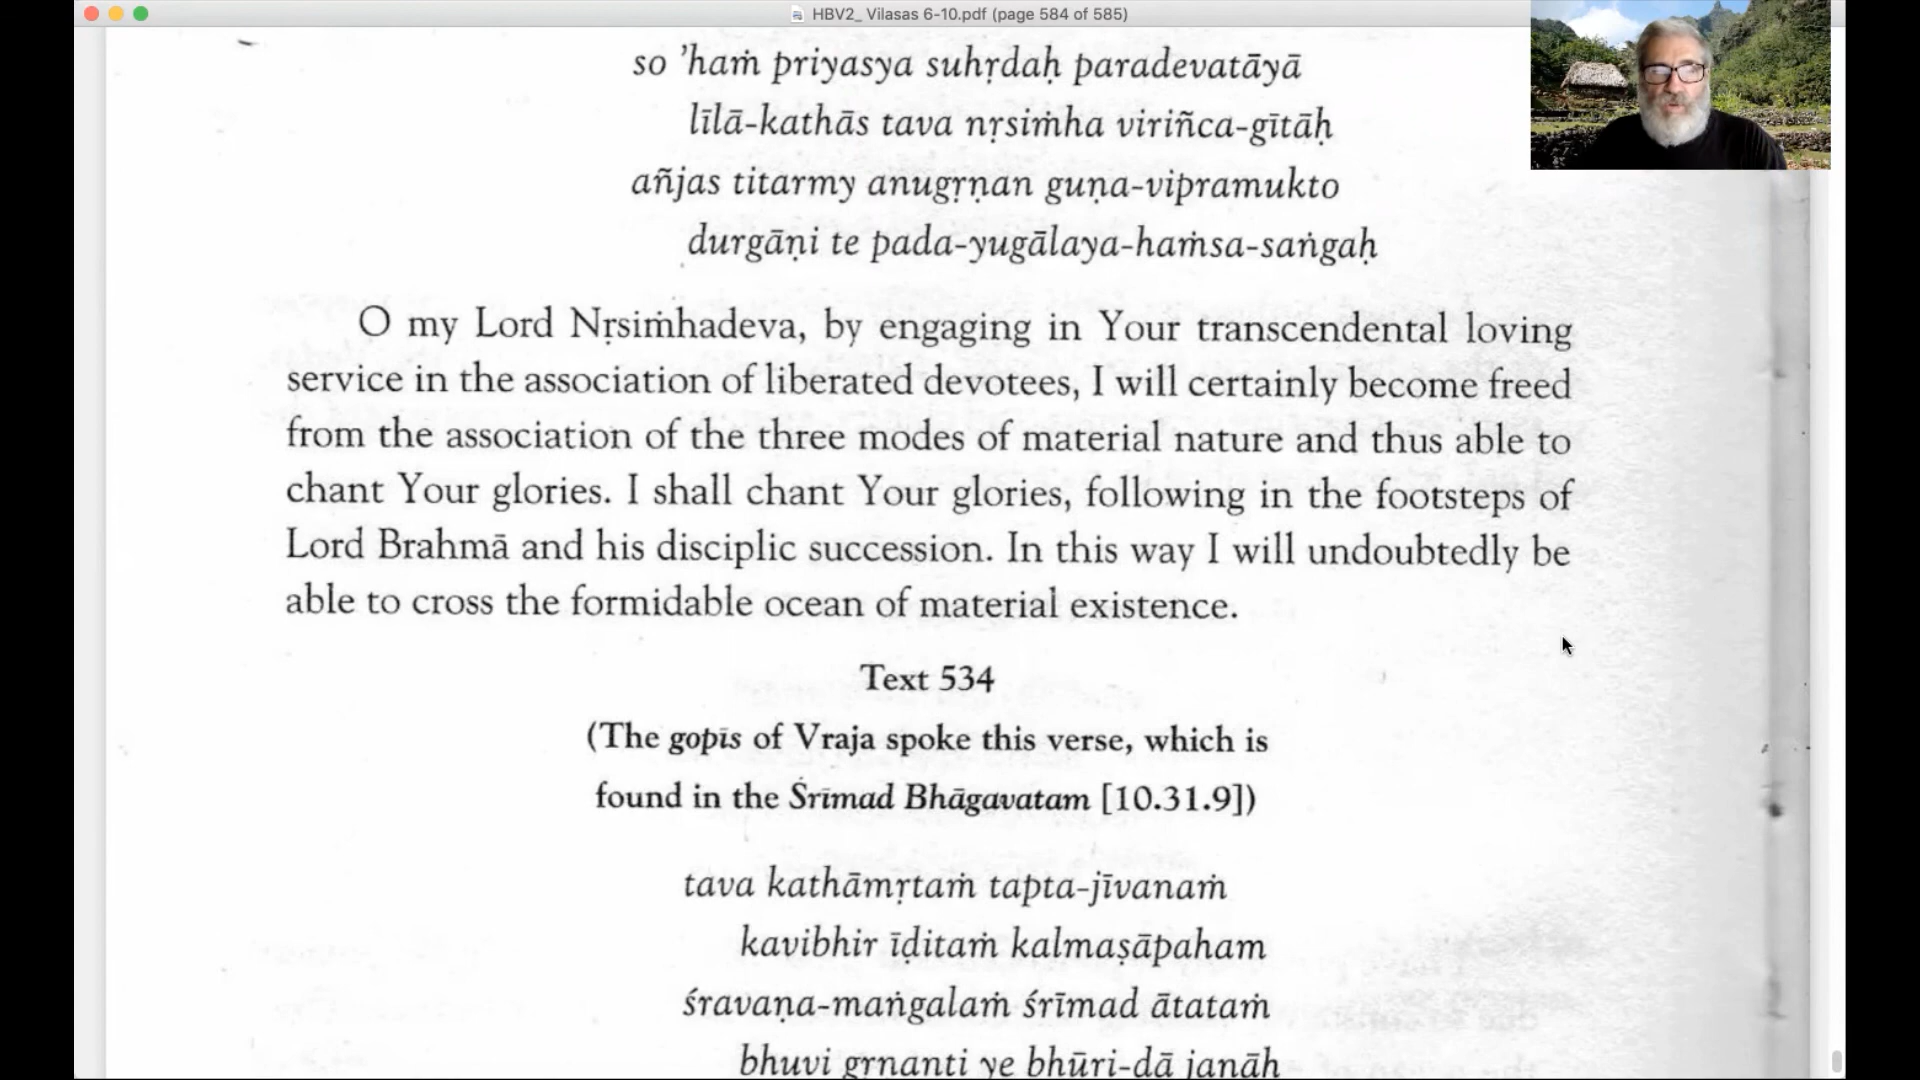 HBV2_ Vilasas 6-10.pdf (page 584 of 585)
so 'haṁ priyasya suhṛdaḥ paradevatāyā
līlā-kathās tava nṛsiṁha viriñca-gītāḥ
añjas titarmy anugṛṇan guṇa-vipramukto
durgāṇi te pada-yugālaya-haṁsa-saṅgaḥ
O my Lord Nṛsiṁhadeva, by engaging in Your transcendental loving
service in the association of liberated devotees, I will certainly become freed
from the association of the three modes of material nature and thus able to
chant Your glories. I shall chant Your glories, following in the footsteps of
Lord Brahmā and his disciplic succession. In this way I will undoubtedly be
able to cross the formidable ocean of material existence.
Text 534
(The gopīs of Vraja spoke this verse, which is
found in the Śrīmad Bhāgavatam [10.31.9])
tava kathāmṛtaṁ tapta-jīvanaṁ
kavibhir īḍitaṁ kalmaṣāpaham
śravaṇa-maṅgalaṁ śrīmad ātataṁ
bhuvi gṛṇanti ye bhūri-dā janāḥ